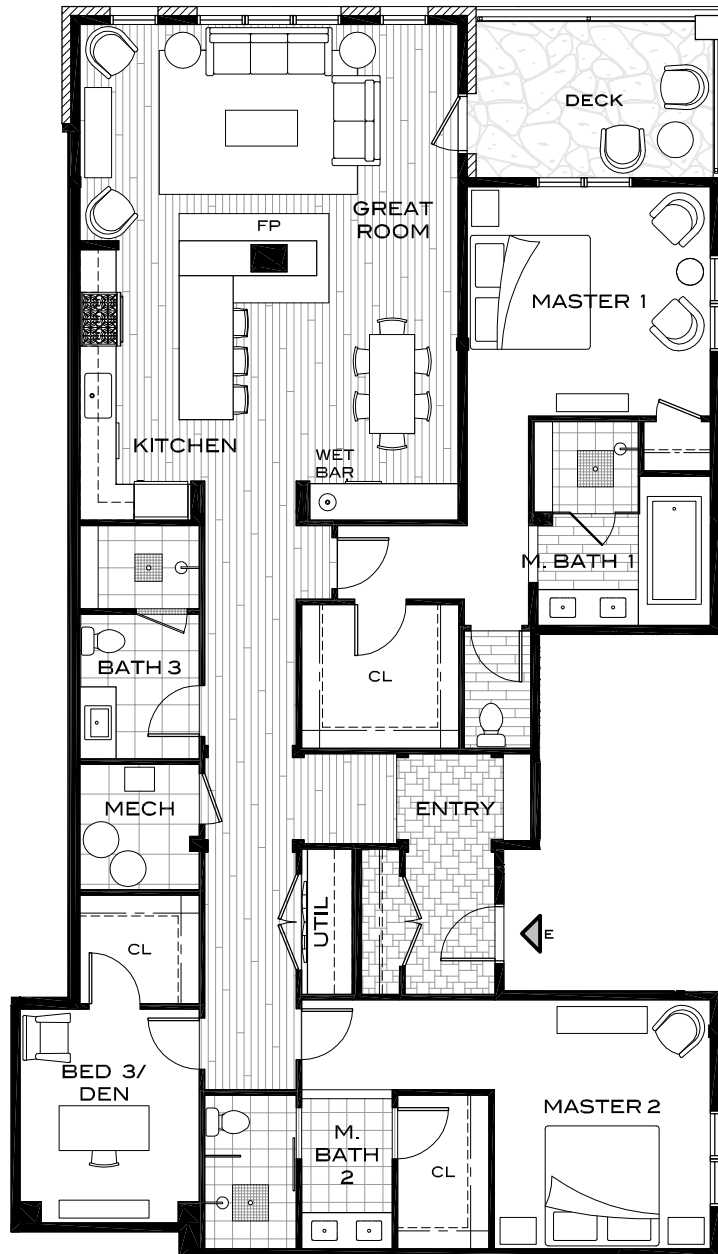 DECK
FP
GREAT
ROOM
MASTER 1
KITCHEN
WET
BAR
M. BATH 1
BATH 3
CL
MECH
ENTRY
UTIL
E
CL
BED 3/
DEN
MASTER 2
M.
BATH
2
CL